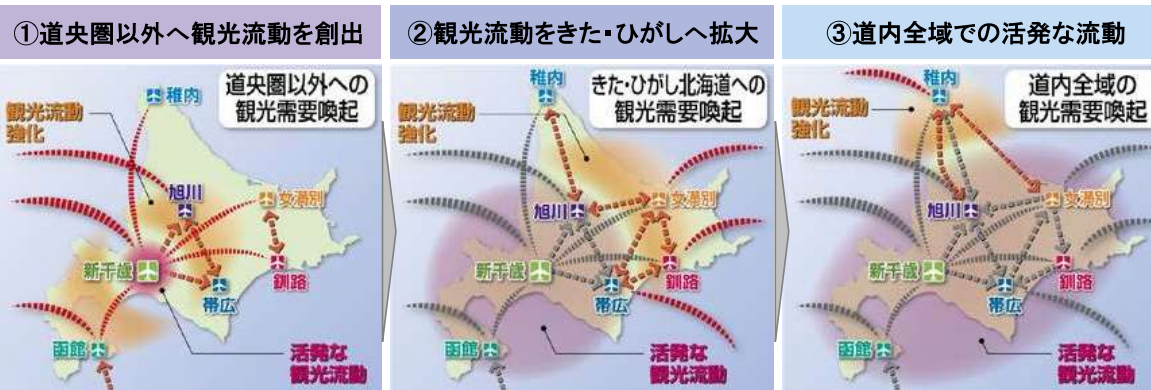 ①道央圏以外へ観光流動を創出
道央圏以外への
観光需要喚起
稚内
観光流動
強化
旭川
女満別
新千歳
釧路
帯広
函館
活発な
観光流動
②観光流動をきた・ひがしへ拡大
きた・ひがし北海道への
観光需要喚起
稚内
観光流動
強化
旭川
女満別
新千歳
釧路
帯広
函館
活発な
観光流動
③道内全域での活発な流動
道内全域の
観光需要喚起
稚内
観光流動
強化
旭川
女満別
新千歳
釧路
帯広
函館
活発な
観光流動